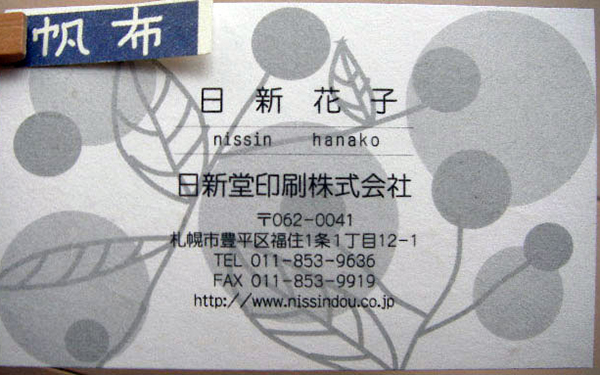 帆布
日新花子
nissin hanako
日新堂印刷株式会社
〒062-0041
札幌市豊平区福住1条1丁目12-1
TEL 011-853-9636
FAX 011-853-9919
http://www.nissindou.co.jp